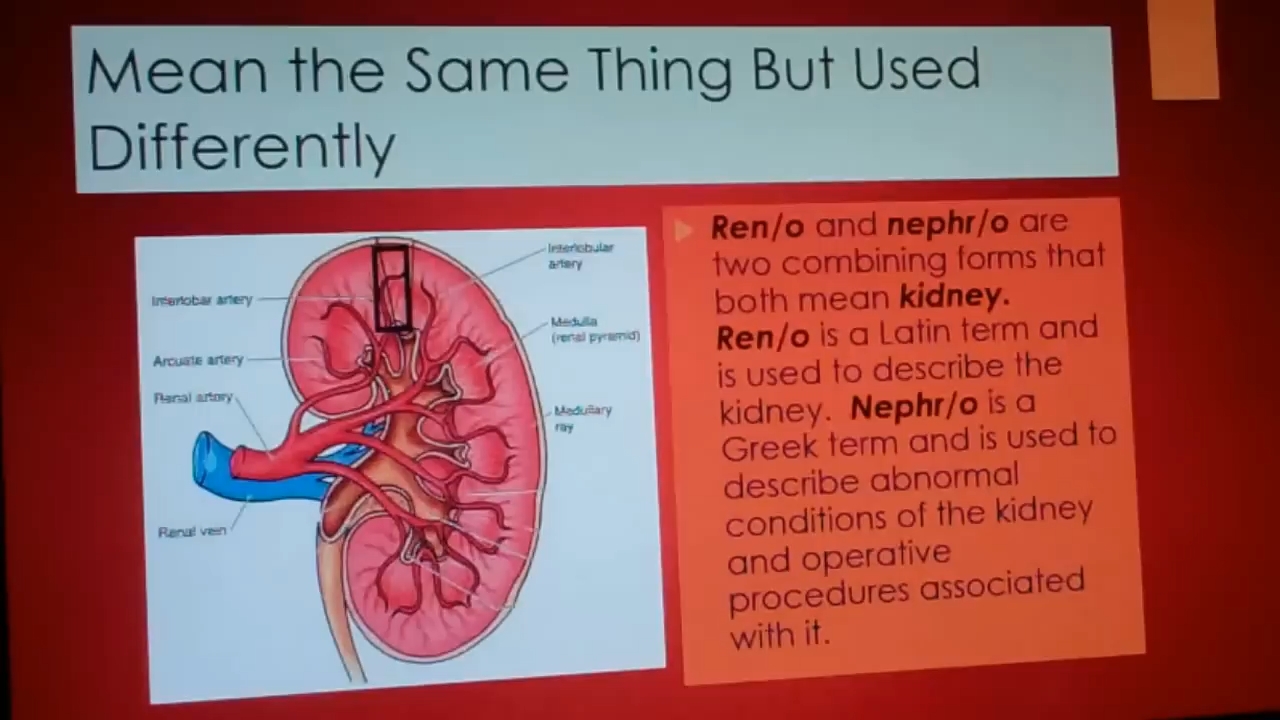 Mean the Same Thing But Used
Differently
Interlobular
artery
Interlobar artery
Medulla
(renal pyramid)
Arcuate artery
Renal artery
Medullary
ray
Renal vein
Ren/o and nephr/o are
two combining forms that
both mean kidney.
Ren/o is a Latin term and
is used to describe the
kidney. Nephr/o is a
Greek term and is used to
describe abnormal
conditions of the kidney
and operative
procedures associated
with it.